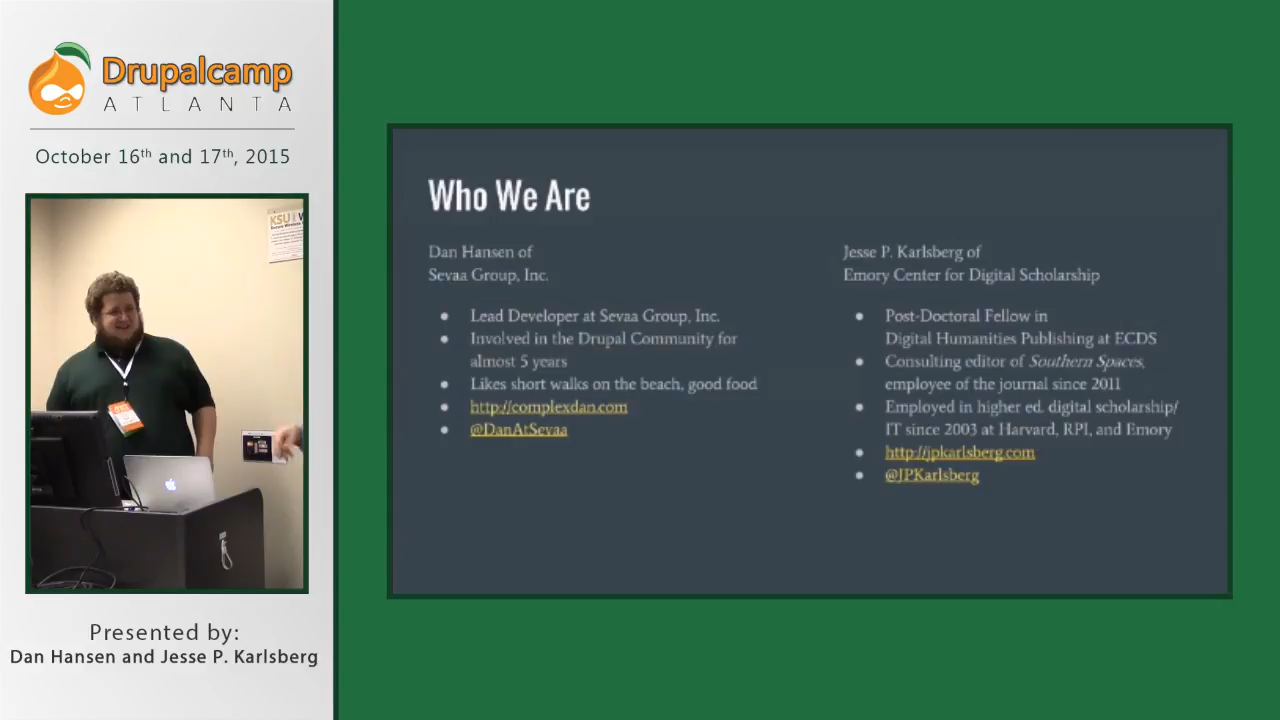 Drupalcamp
ATLANTA
October 16th and 17th, 2015
KSU
Presented by:
Dan Hansen and Jesse P. Karlsberg
Who We Are
Dan Hansen of
Sevaa Group, Inc.
Lead Developer at Sevaa Group, Inc.
Involved in the Drupal Community for
almost 5 years
Likes short walks on the beach, good food
http://complexdan.com
@DanAtSevaa
Jesse P. Karlsberg of
Emory Center for Digital Scholarship
Post-Doctoral Fellow in
Digital Humanities Publishing at ECDS
Consulting editor of Southern Spaces,
employee of the journal since 2011
Employed in higher ed. digital scholarship/
IT since 2003 at Harvard, RPI, and Emory
http://jpkarlsberg.com
@JPKarlsberg